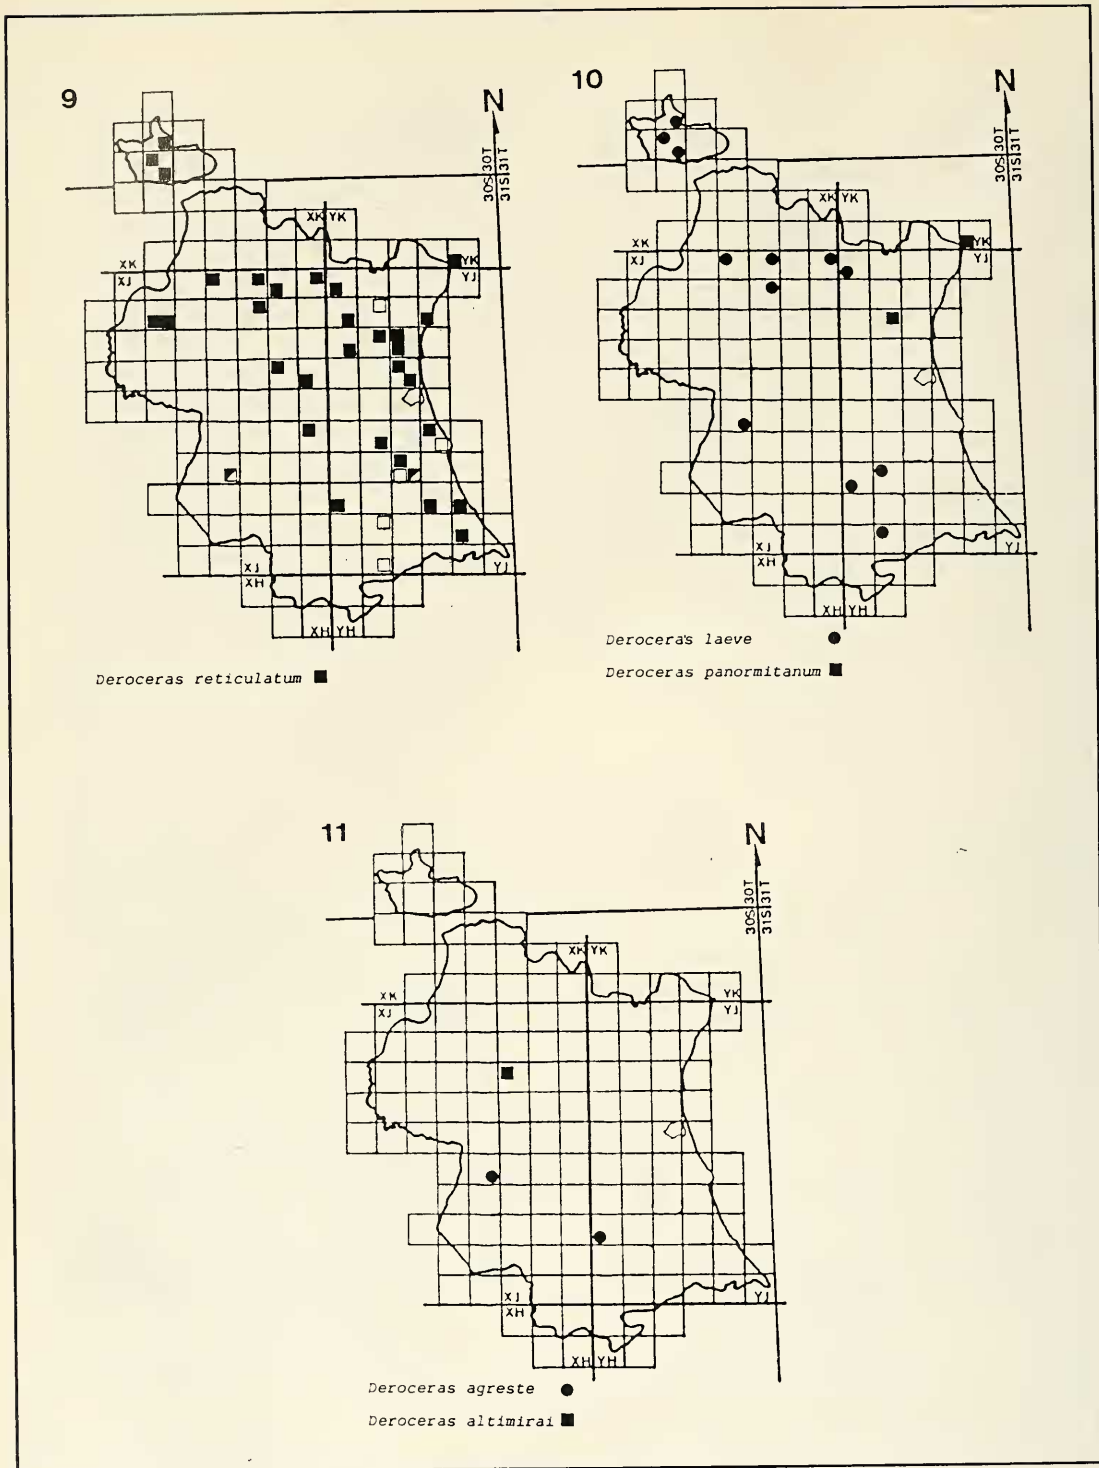 9
N
30S 30T
31S 31T
XK YK
XK
XJ
YK
YJ
XJ
XH
YJ
XH YH
Deroceras reticulatum
10
N
30S 30T
31S 31T
XK YK
XK
XJ
YK
YJ
XJ
XH
YJ
XH YH
Deroceras laeve
Deroceras panormitanum
11
N
30S 30T
31S 31T
XK YK
XK
XJ
YK
YJ
XJ
XH
YJ
XH YH
Deroceras agreste
Deroceras altimirai